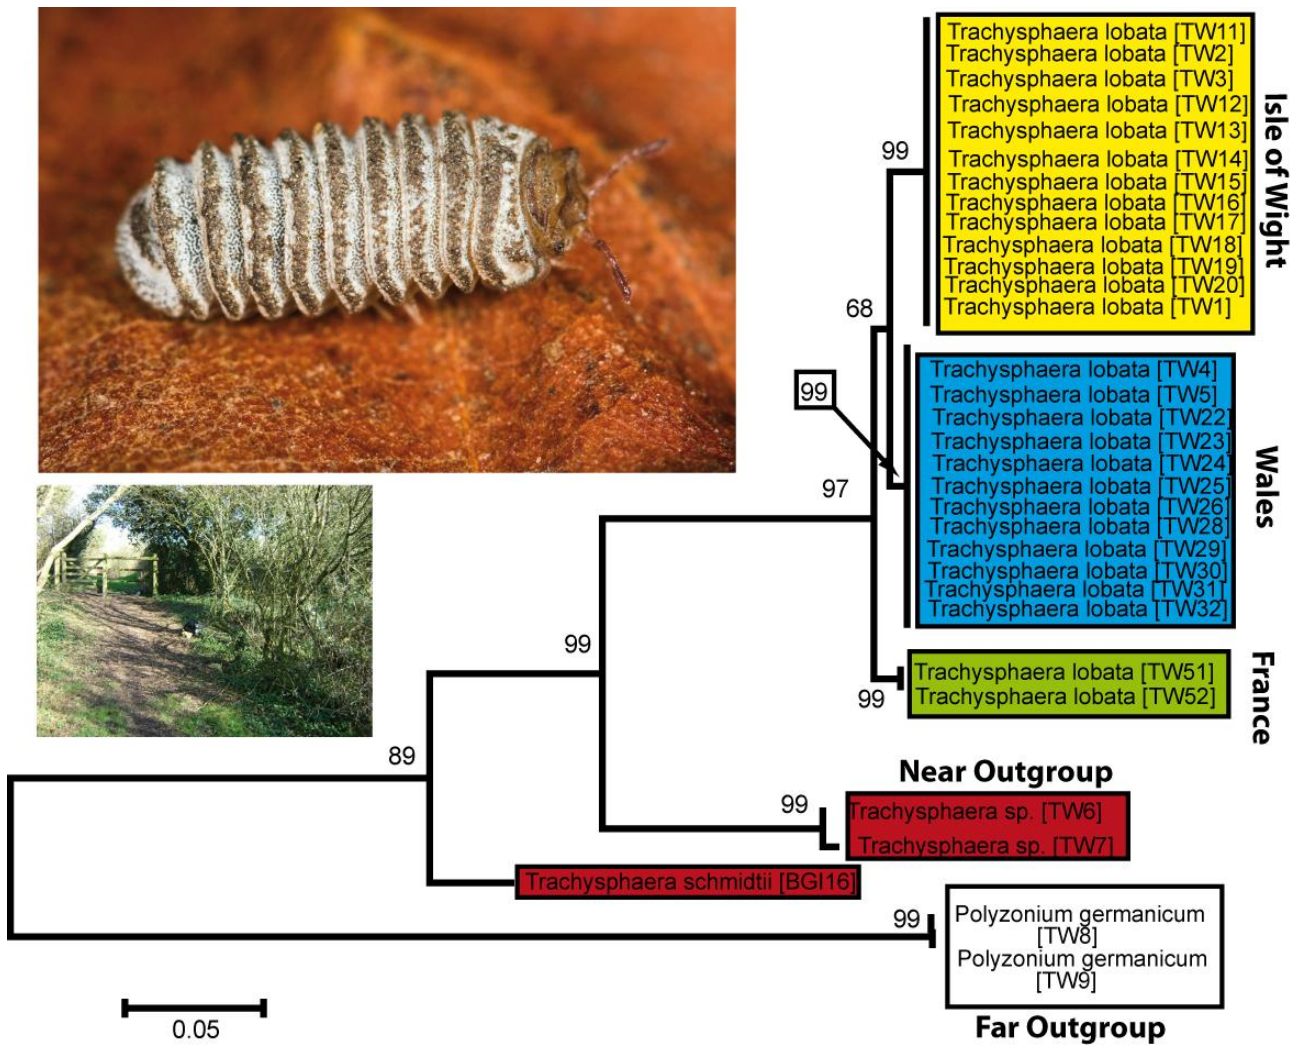 Trachysphaera lobata [TW11]
Trachysphaera lobata [TW2]
Trachysphaera lobata [TW3]
Trachysphaera lobata [TW12]
Trachysphaera lobata [TW13]
Trachysphaera lobata [TW14]
Trachysphaera lobata [TW15]
Trachysphaera lobata [TW16]
Trachysphaera lobata [TW17]
Trachysphaera lobata [TW18]
Trachysphaera lobata [TW19]
Trachysphaera lobata [TW20]
Trachysphaera lobata [TW1]
Isle of Wight
99
68
Trachysphaera lobata [TW4]
Trachysphaera lobata [TW5]
Trachysphaera lobata [TW22]
Trachysphaera lobata [TW23]
Trachysphaera lobata [TW24]
Trachysphaera lobata [TW25]
Trachysphaera lobata [TW26]
Trachysphaera lobata [TW28]
Trachysphaera lobata [TW29]
Trachysphaera lobata [TW30]
Trachysphaera lobata [TW31]
Trachysphaera lobata [TW32]
Wales
99
97
99
Trachysphaera lobata [TW51]
Trachysphaera lobata [TW52]
France
99
89
Near Outgroup
99
Trachysphaera sp. [TW6]
Trachysphaera sp. [TW7]
Trachysphaera schmidtii [BGI16]
99
Polyzonium germanicum
[TW8]
Polyzonium germanicum
[TW9]
Far Outgroup
0.05